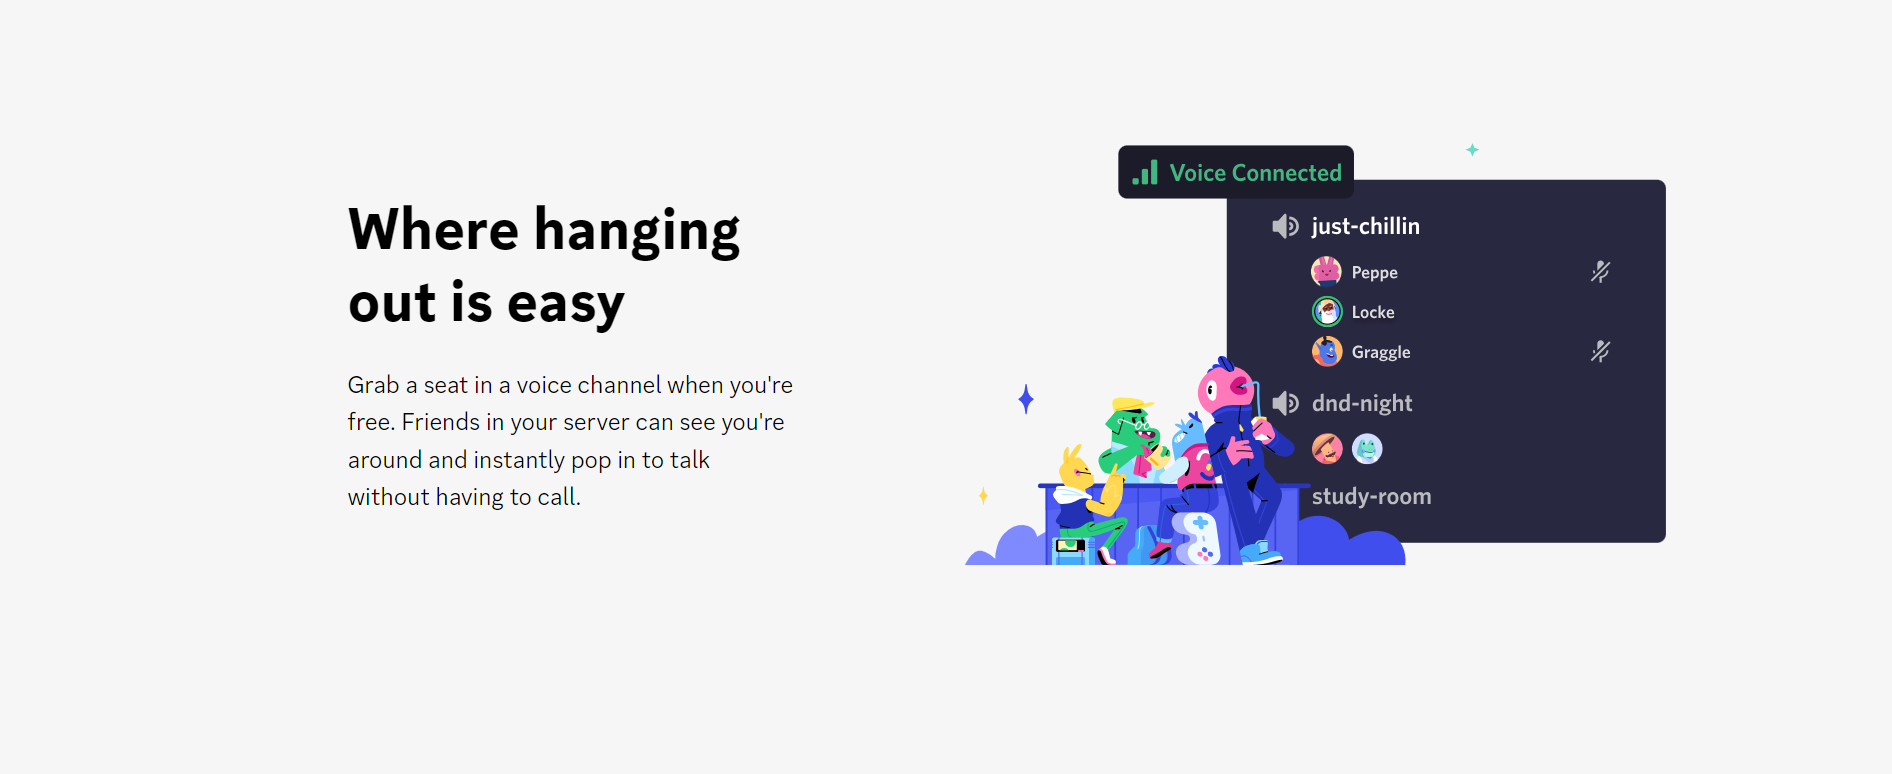 Where hanging
out is easy
Grab a seat in a voice channel when you're
free. Friends in your server can see you're
around and instantly pop in to talk
without having to call.
Voice Connected
just-chillin
Peppe
Locke
Graggle
dnd-night
study-room